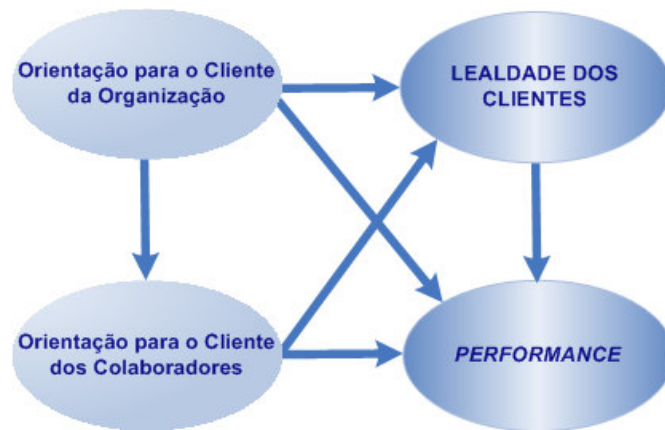 Orientação para o Cliente
da Organização
LEALDADE DOS
CLIENTES
Orientação para o Cliente
dos Colaboradores
PERFORMANCE